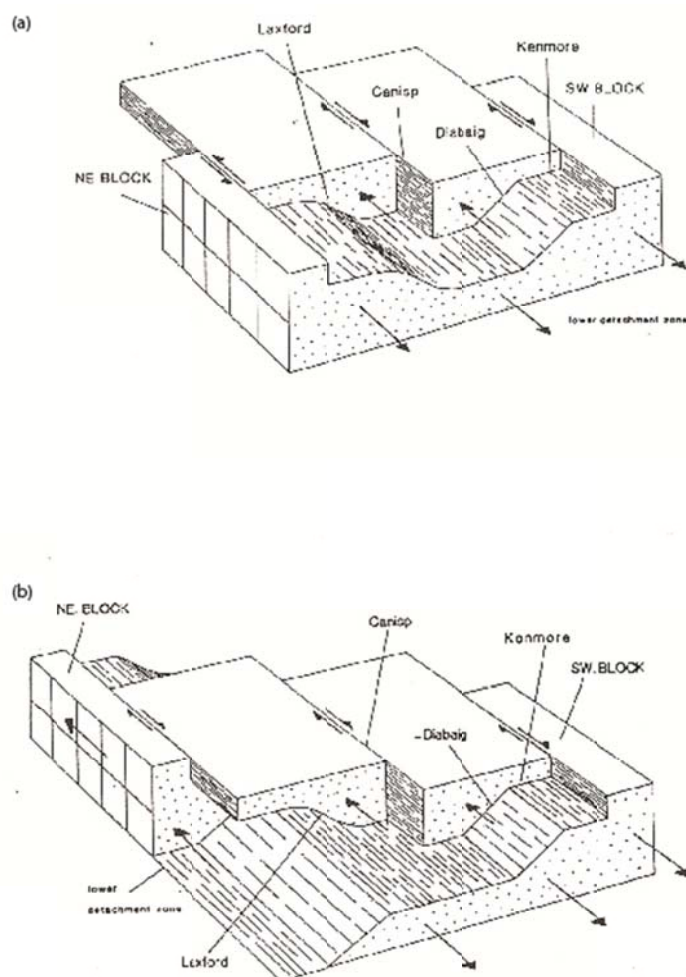 (a)
Laxford
Kenmore
Canisp
SW. BLOCK
Diabaig
NE BLOCK
lower detachment zone
(b)
NE. BLOCK
Canisp
Kenmore
SW. BLOCK
Diabaig
lower
detachment zone
Laxford